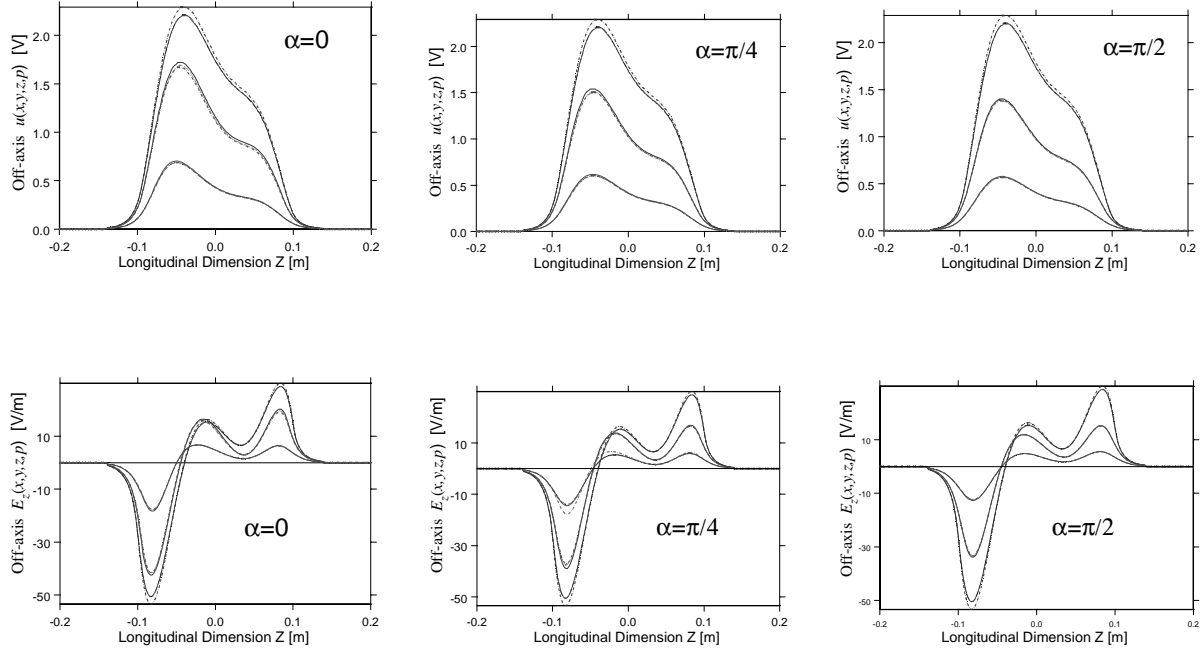 Off-axis u(x,y,z,p) [V]
2.0
1.5
1.0
0.5
0.0
α=0
-0.2 -0.1 0.0 0.1 0.2
Longitudinal Dimension Z [m]
Off-axis u(x,y,z,p) [V]
2.0
1.5
1.0
0.5
0.0
α=π/4
-0.2 -0.1 0.0 0.1 0.2
Longitudinal Dimension Z [m]
Off-axis u(x,y,z,p) [V]
2.0
1.5
1.0
0.5
0.0
α=π/2
-0.2 -0.1 0.0 0.1 0.2
Longitudinal Dimension Z [m]
Off-axis E_z(x,y,z,p) [V/m]
10
-10
-30
-50
α=0
-0.2 -0.1 0.0 0.1 0.2
Longitudinal Dimension Z [m]
Off-axis E_z(x,y,z,p) [V/m]
10
-10
-30
-50
α=π/4
-0.2 -0.1 0.0 0.1 0.2
Longitudinal Dimension Z [m]
Off-axis E_z(x,y,z,p) [V/m]
10
-10
-30
-50
α=π/2
-0.2 -0.1 0.0 0.1 0.2
Longitudinal Dimension Z [m]